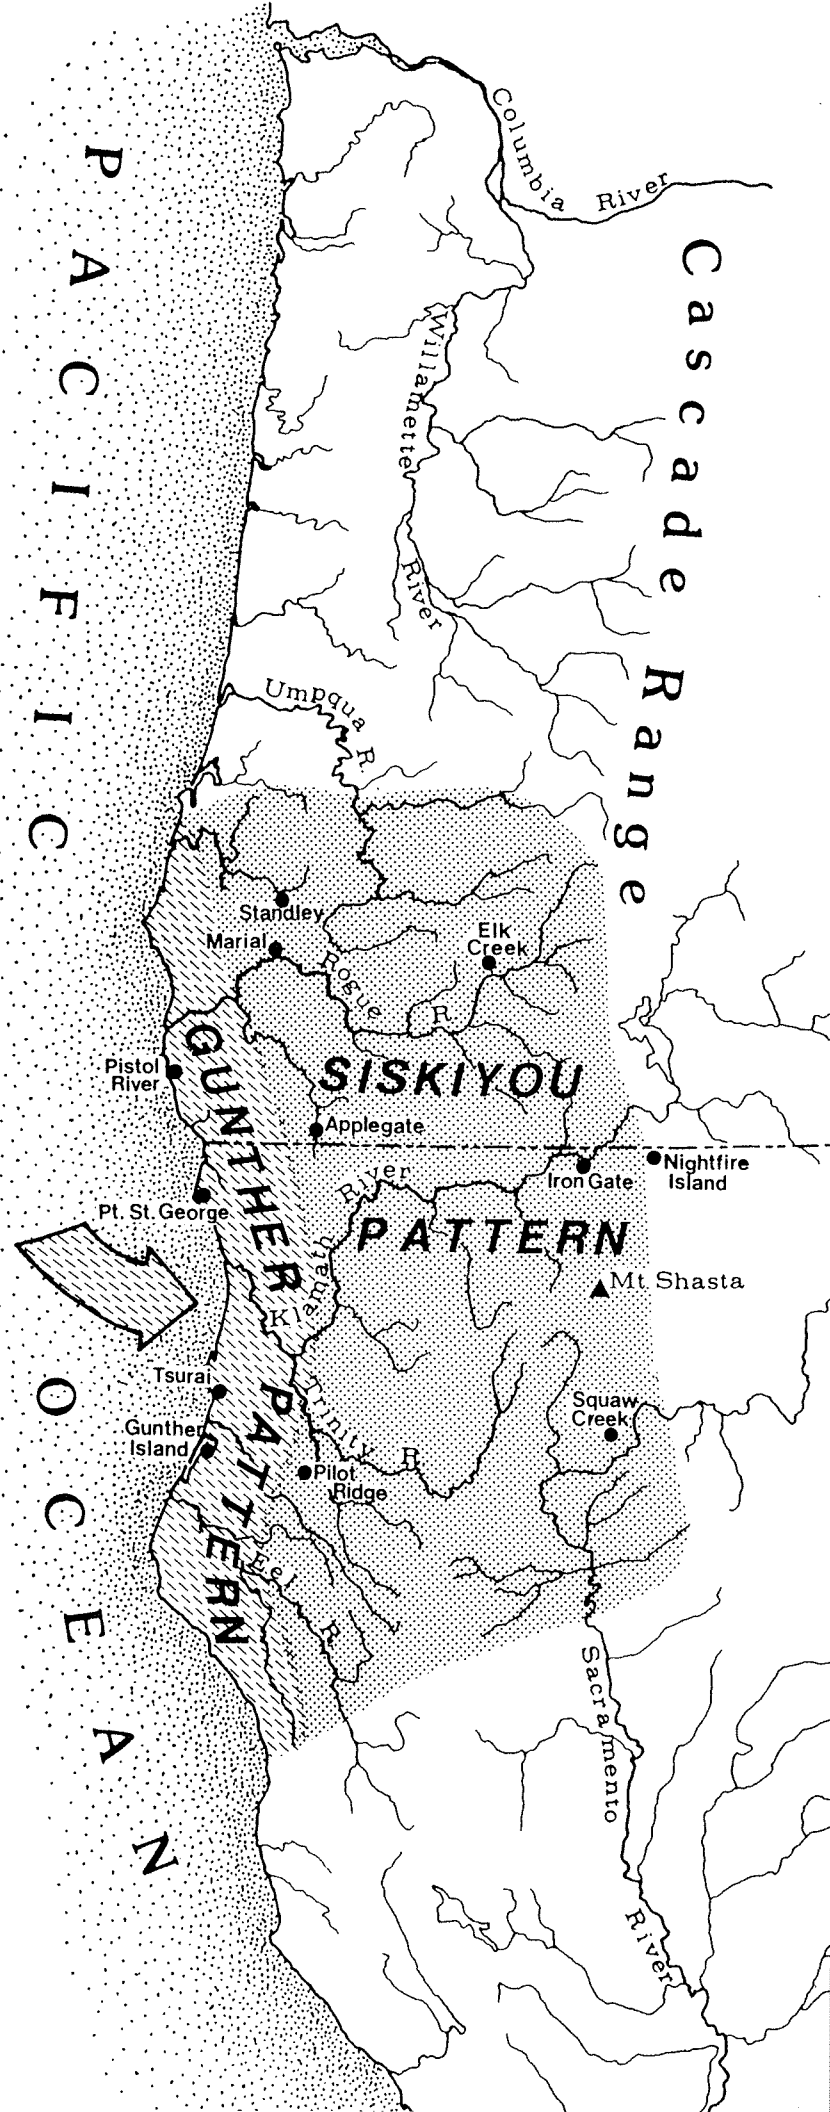 PACIFIC OCEAN
Columbia River
Cascade Range
Willamette River
Umpqua R.
Standley
Marial
Elk
Creek
Rogue R.
GUNTHER PATTERN
SISKIYOU
PATTERN
Pistol
River
Applegate
Nightfire
Island
Iron Gate
Klamath River
Pt. St. George
Mt. Shasta
Tsurai
Gunther
Island
Trinity R.
Squaw
Creek
Pilot
Ridge
Eel R.
Sacramento River